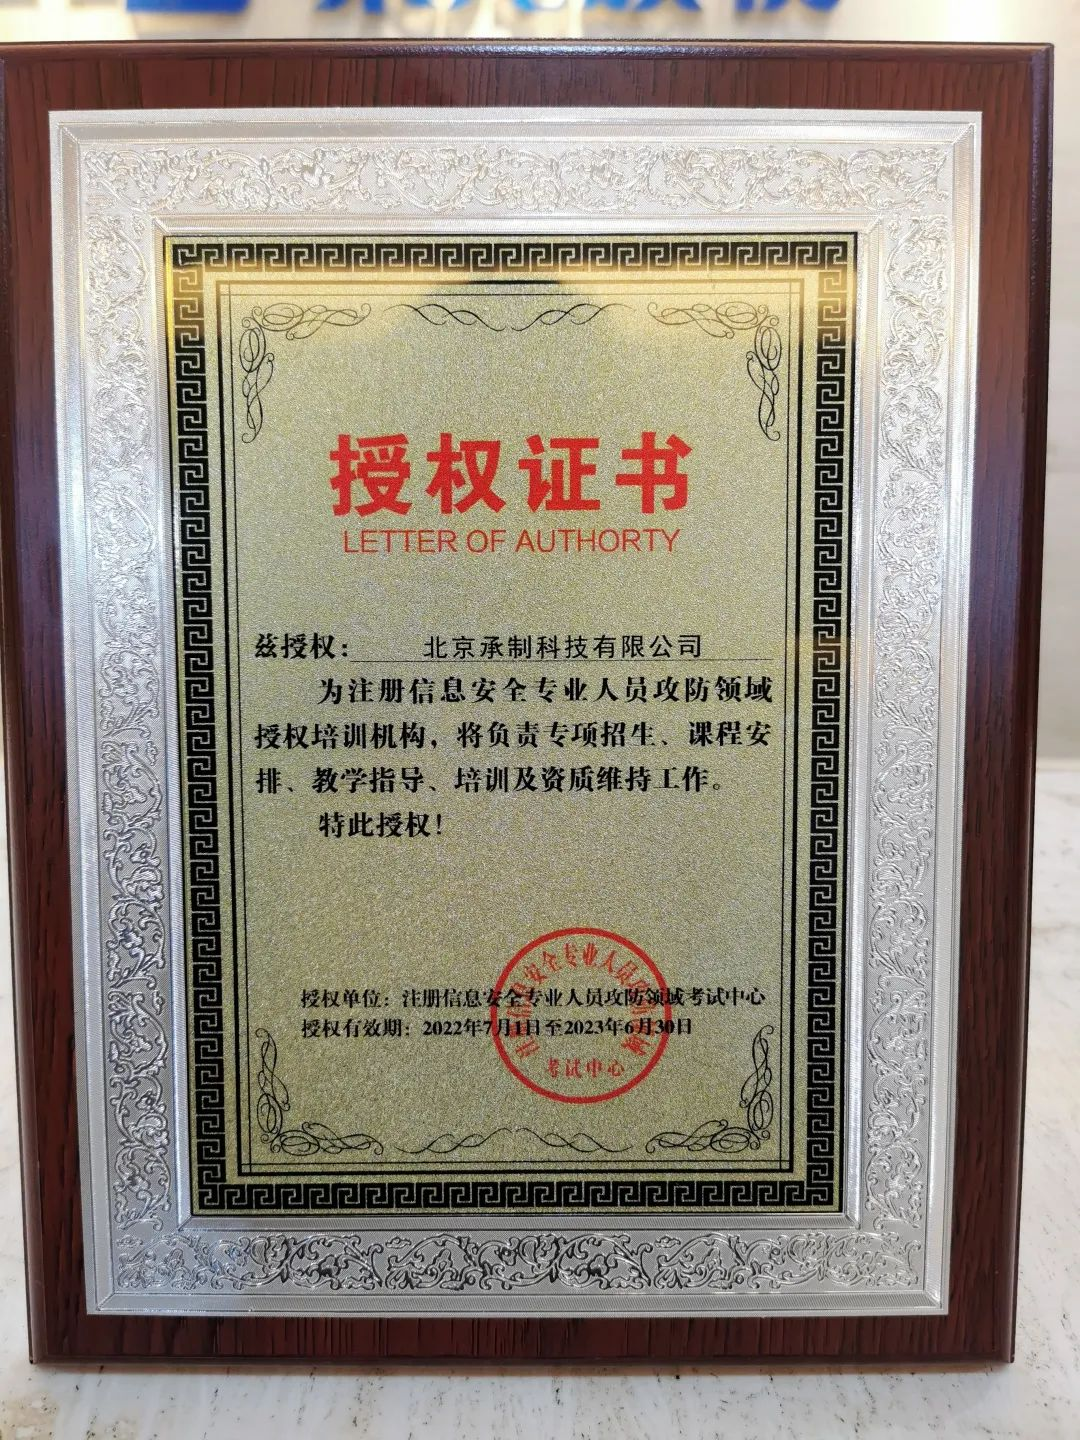 授权证书
LETTER OF AUTHORTY
兹授权： 北京承制科技有限公司
为注册信息安全专业人员攻防领域
授权培训机构，将负责专项招生、课程安
排、教学指导、培训及资质维持工作。
特此授权！
授权单位：注册信息安全专业人员攻防领域考试中心
授权有效期：2022年7月1日至2023年6月30日
考试中心